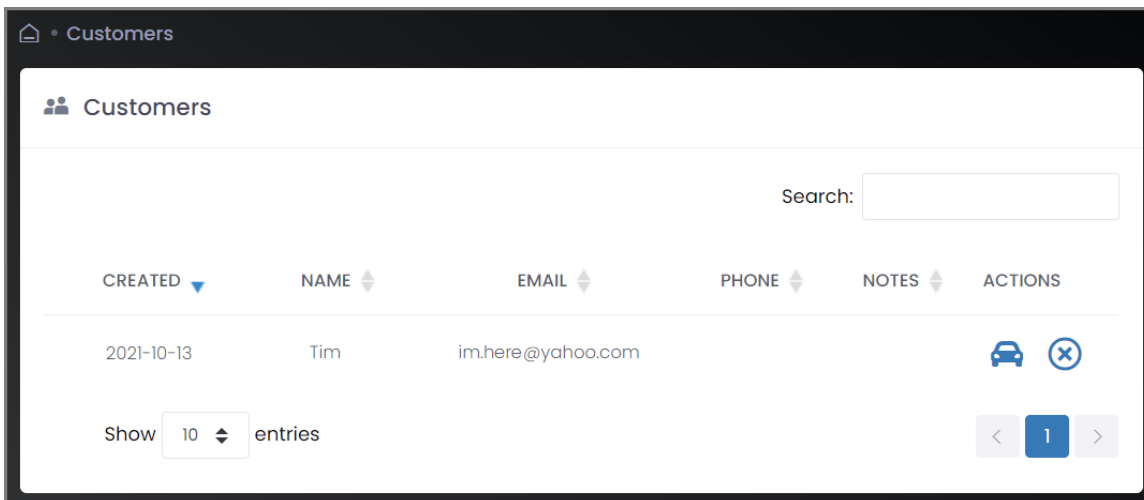 Customers
Customers
Search:
CREATED NAME EMAIL PHONE NOTES ACTIONS
2021-10-13 Tim im.here@yahoo.com
Show 10 entries
< 1 >